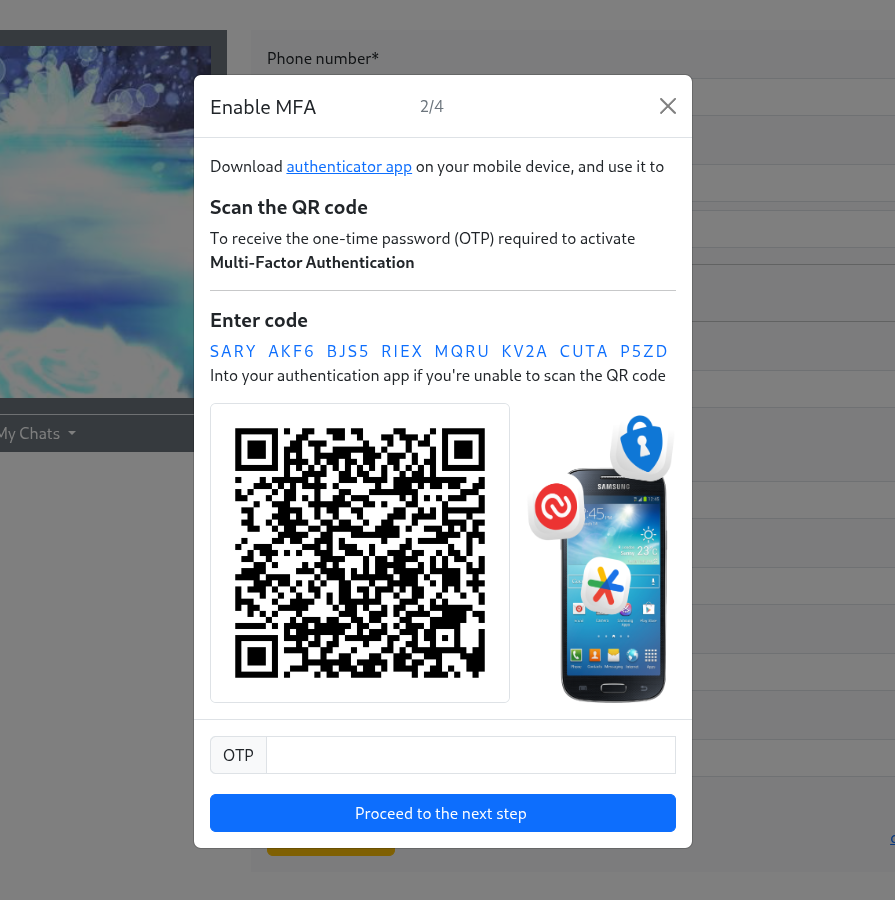 Phone number*
Enable MFA
2/4
Download authenticator app on your mobile device, and use it to
Scan the QR code
To receive the one-time password (OTP) required to activate
Multi-Factor Authentication
Enter code
SARY AKF6 BJS5 RIEX MQRU KV2A CUTA P5ZD
Into your authentication app if you're unable to scan the QR code
My Chats
SAMSUNG
:45
23
OTP
Proceed to the next step